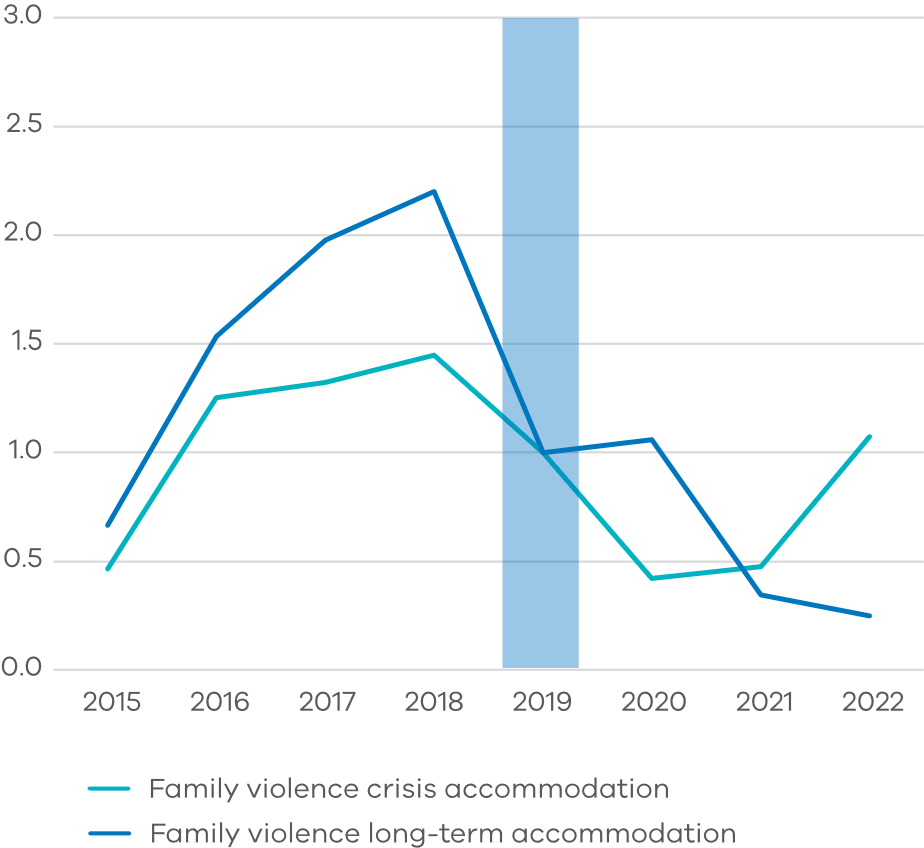 3.0
2.5
2.0
1.5
1.0
0.5
0.0
2015 2016 2017 2018 2019 2020 2021 2022
Family violence crisis accommodation
Family violence long-term accommodation